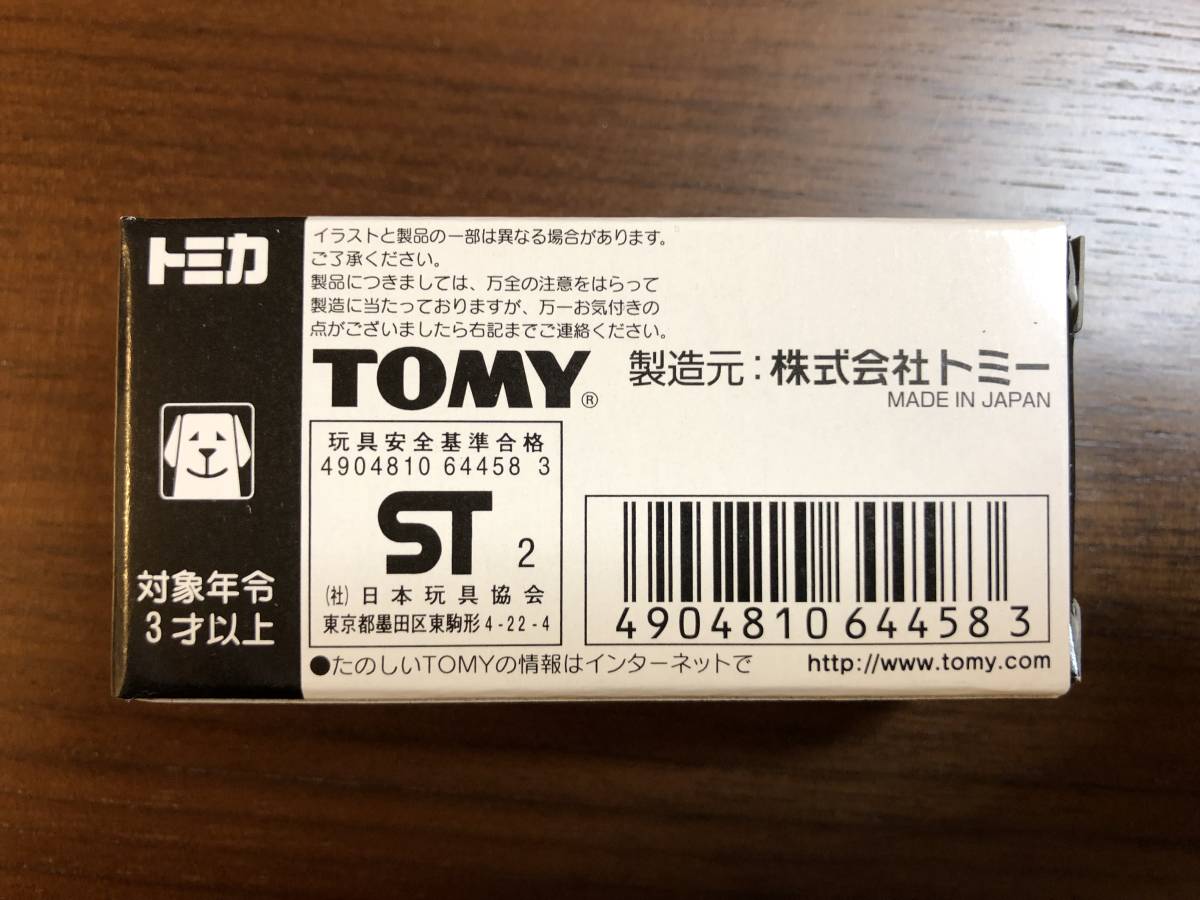 トミカ
対象年令
3才以上
イラストと製品の一部は異なる場合があります。
ご了承ください。
製品につきましては、万全の注意をはらって
製造に当たっておりますが、万一お気付きの
点がございましたら右記までご連絡ください。
TOMY®
製造元:株式会社トミー
MADE IN JAPAN
玩具安全基準合格
4904810 64458 3
ST 2
(社)日本玩具協会
東京都墨田区東駒形4-22-4
4904810644583
●たのしいTOMYの情報はインターネットで http://www.tomy.com